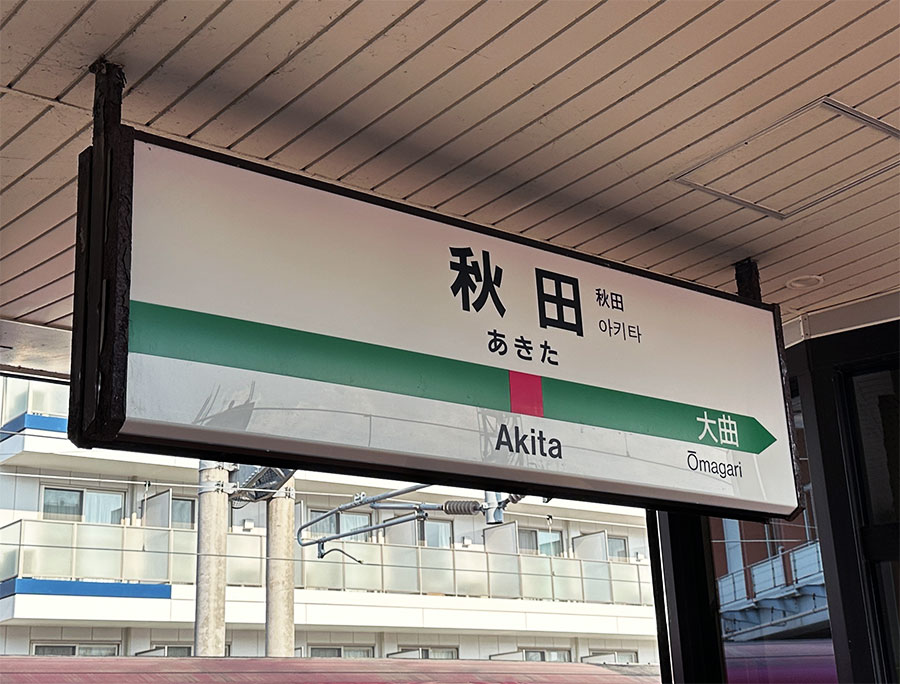 秋田
秋田
아키타
あきた
大曲
Akita
Ōmagari